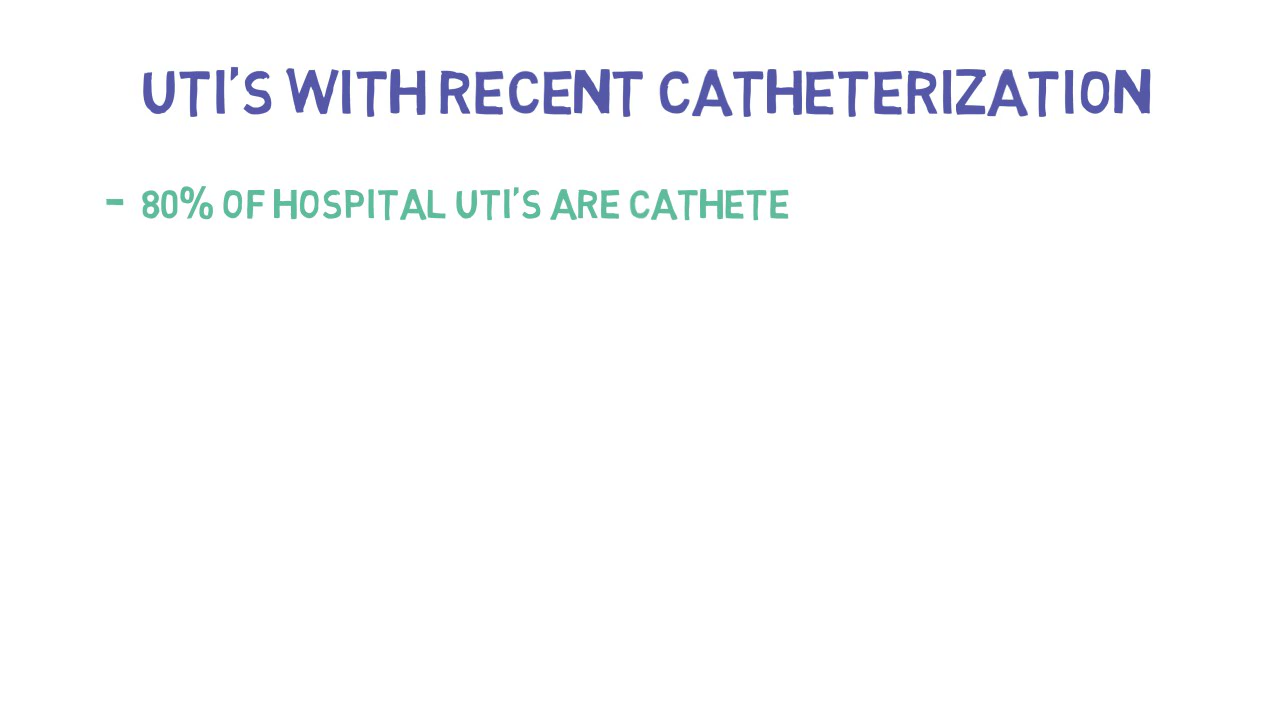 UTI'S WITH RECENT CATHETERIZATION
- 80% OF HOSPITAL UTI'S ARE CATHETE